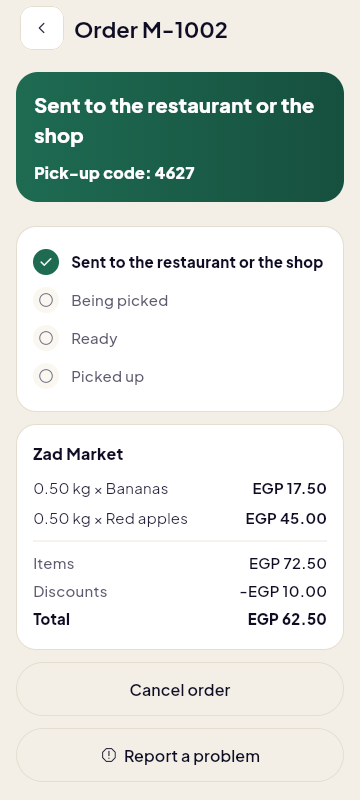 Order M-1002
Sent to the restaurant or the
shop
Pick-up code: 4627
Sent to the restaurant or the shop
Being picked
Ready
Picked up
Zad Market
0.50 kg × Bananas EGP 17.50
0.50 kg × Red apples EGP 45.00
Items EGP 72.50
Discounts -EGP 10.00
Total EGP 62.50
Cancel order
Report a problem